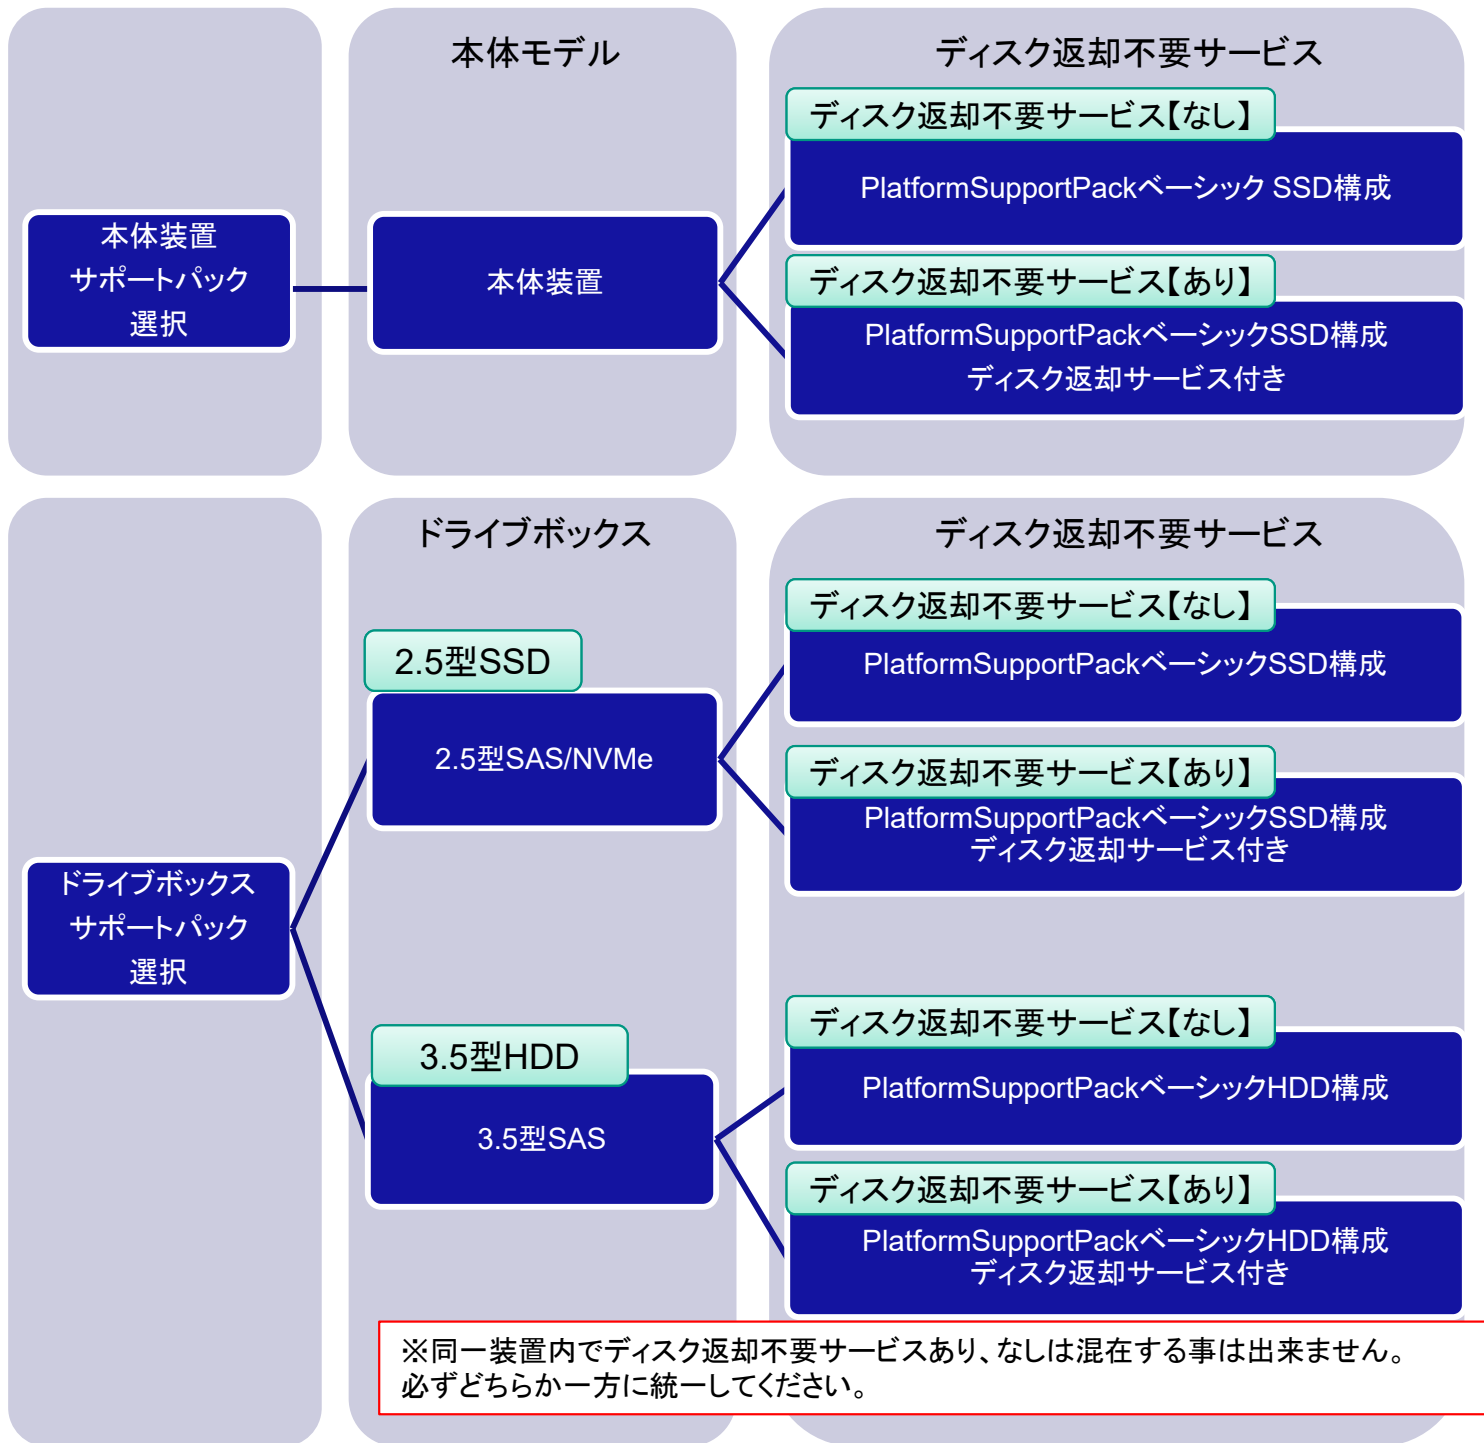 本体モデル
ディスク返却不要サービス
ディスク返却不要サービス【なし】
PlatformSupportPackベーシック SSD構成
本体装置
サポートパック
選択
本体装置
ディスク返却不要サービス【あり】
PlatformSupportPackベーシックSSD構成
ディスク返却サービス付き
ドライブボックス
ディスク返却不要サービス
ディスク返却不要サービス【なし】
PlatformSupportPackベーシックSSD構成
2.5型SSD
2.5型SAS/NVMe
ディスク返却不要サービス【あり】
PlatformSupportPackベーシックSSD構成
ディスク返却サービス付き
ドライブボックス
サポートパック
選択
ディスク返却不要サービス【なし】
PlatformSupportPackベーシックHDD構成
3.5型HDD
3.5型SAS
ディスク返却不要サービス【あり】
PlatformSupportPackベーシックHDD構成
ディスク返却サービス付き
※同一装置内でディスク返却不要サービスあり、なしは混在する事は出来ません。
必ずどちらか一方に統一してください。